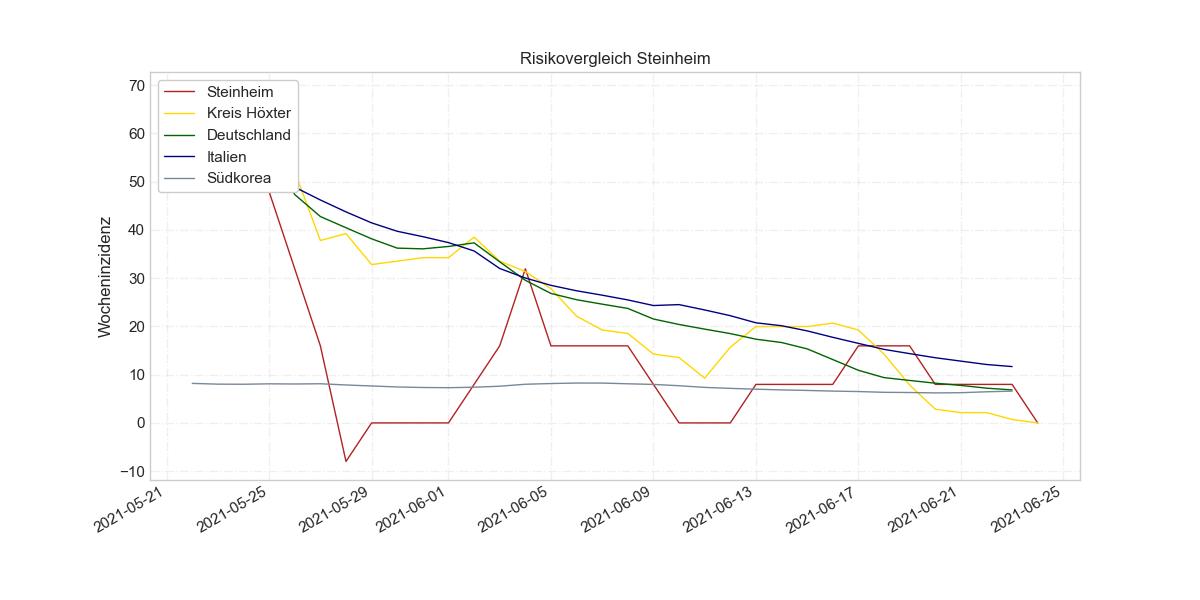 Risikovergleich Steinheim
Steinheim
Kreis Höxter
Deutschland
Italien
Südkorea
Wocheninzidenz
70
60
50
40
30
20
10
0
−10
2021-05-21
2021-05-25
2021-05-29
2021-06-01
2021-06-05
2021-06-09
2021-06-13
2021-06-17
2021-06-21
2021-06-25